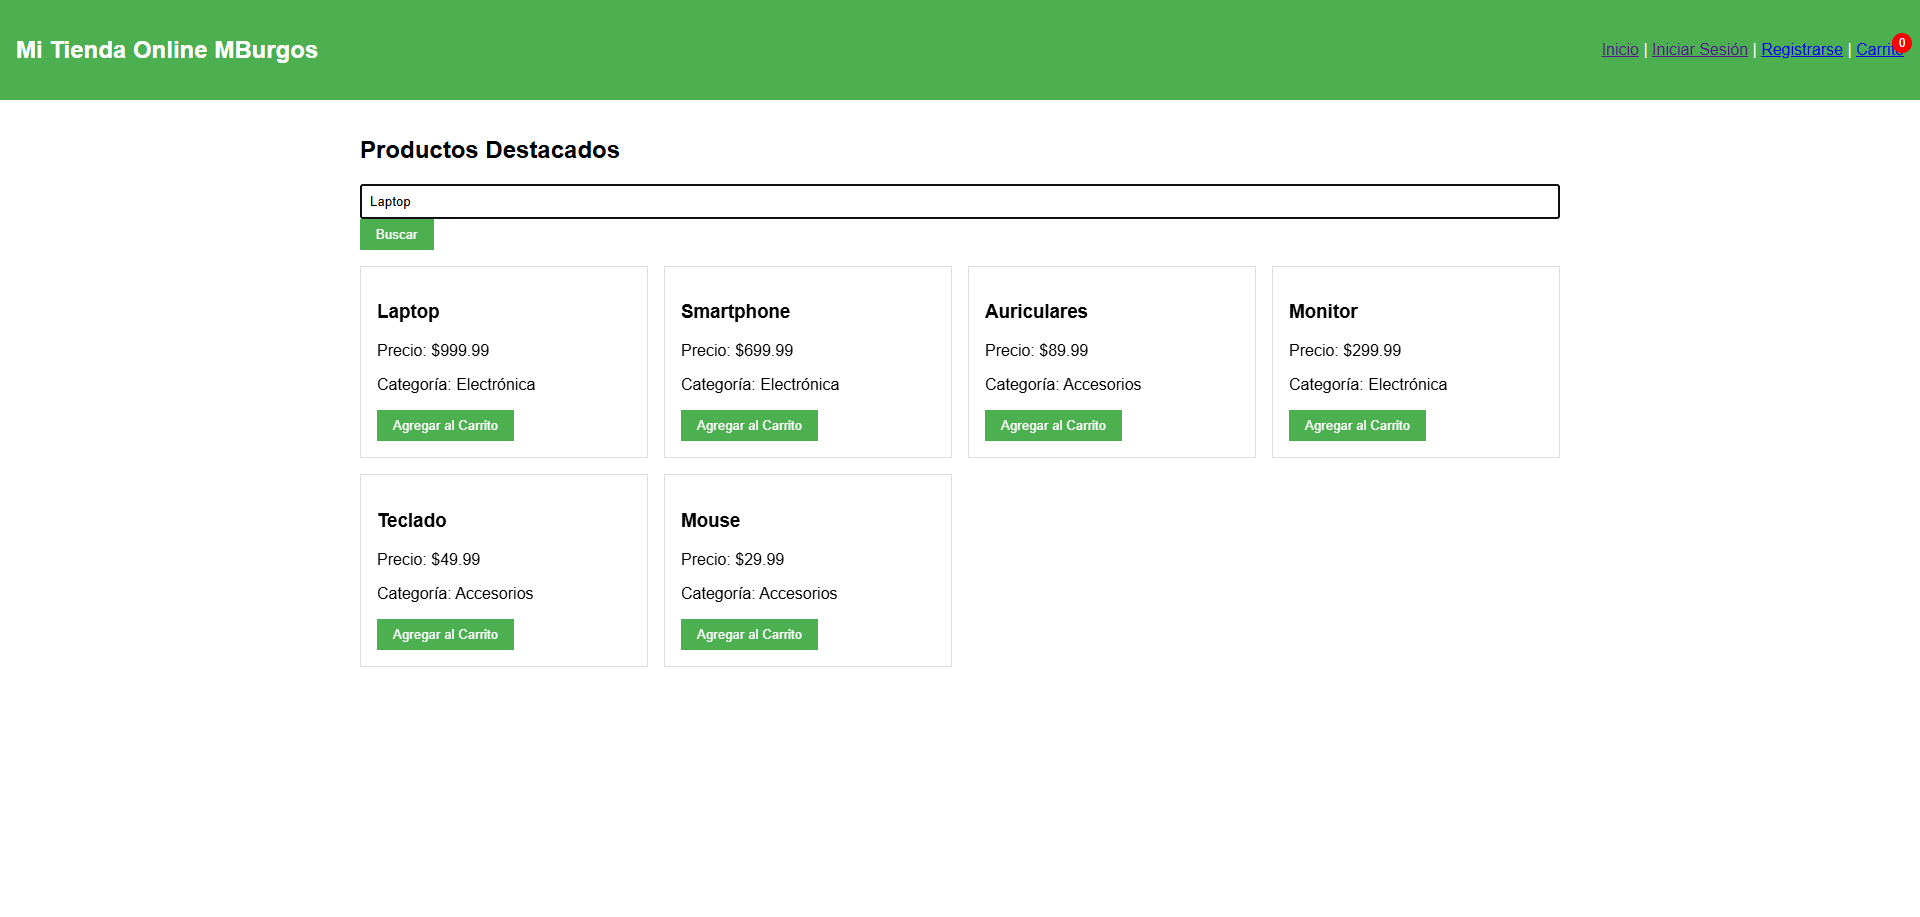 Mi Tienda Online MBurgos
Inicio | Iniciar Sesión | Registrarse | Carrito
0
Productos Destacados
Laptop
Buscar
Laptop
Precio: $999.99
Categoría: Electrónica
Agregar al Carrito
Smartphone
Precio: $699.99
Categoría: Electrónica
Agregar al Carrito
Auriculares
Precio: $89.99
Categoría: Accesorios
Agregar al Carrito
Monitor
Precio: $299.99
Categoría: Electrónica
Agregar al Carrito
Teclado
Precio: $49.99
Categoría: Accesorios
Agregar al Carrito
Mouse
Precio: $29.99
Categoría: Accesorios
Agregar al Carrito